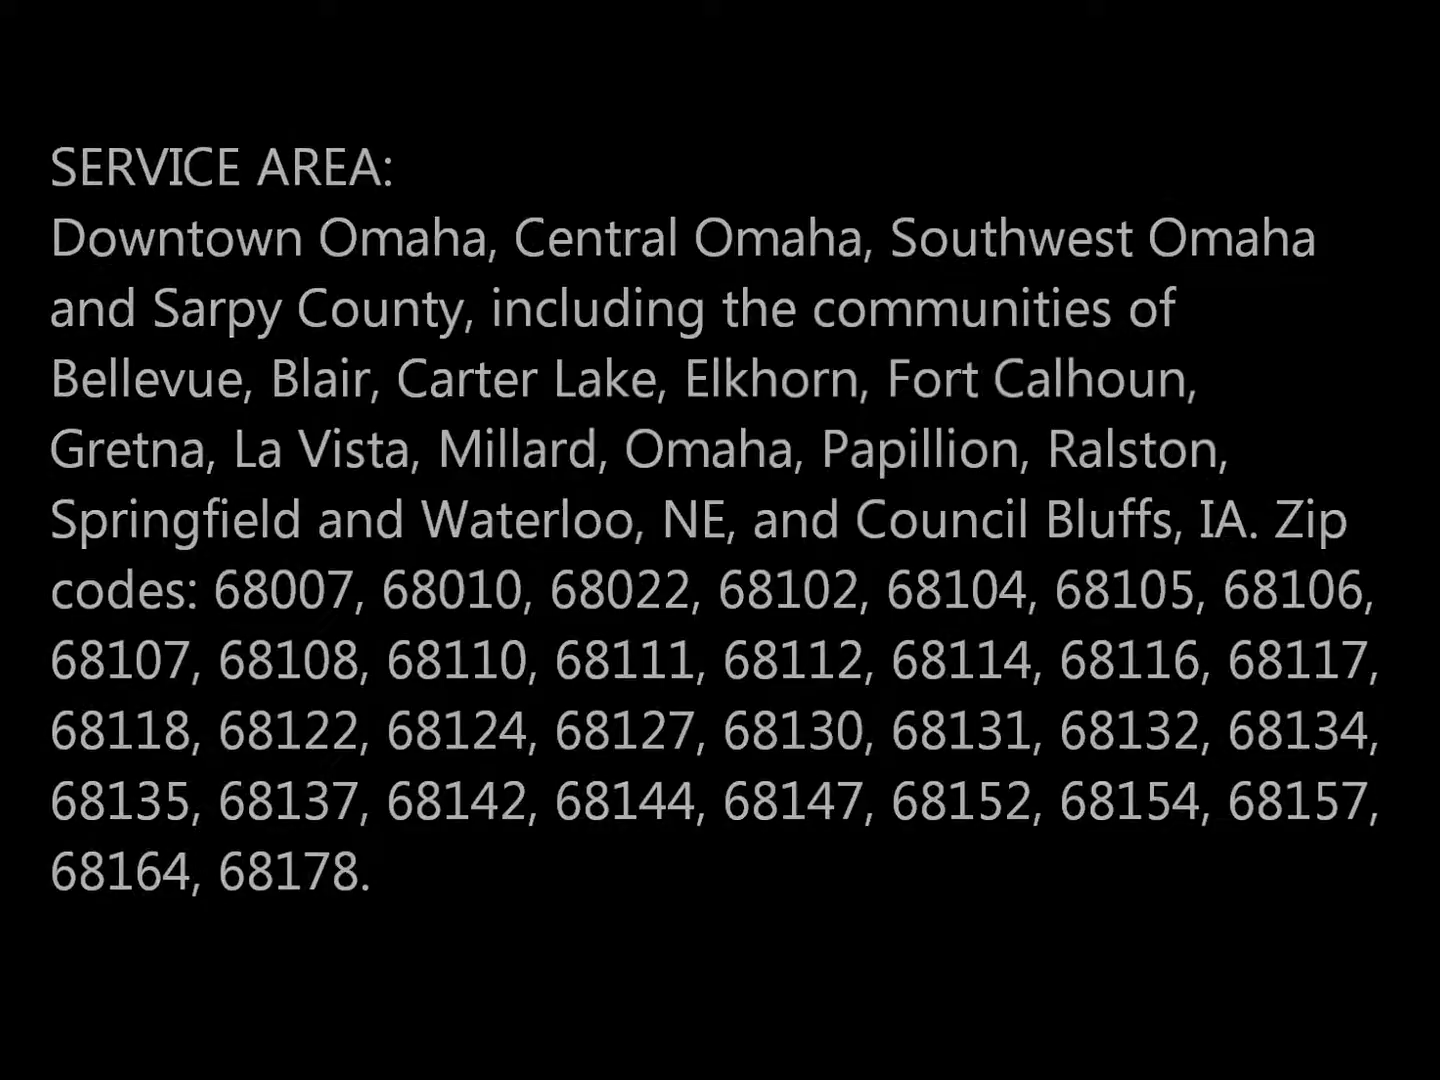 SERVICE AREA:
Downtown Omaha, Central Omaha, Southwest Omaha
and Sarpy County, including the communities of
Bellevue, Blair, Carter Lake, Elkhorn, Fort Calhoun,
Gretna, La Vista, Millard, Omaha, Papillion, Ralston,
Springfield and Waterloo, NE, and Council Bluffs, IA. Zip
codes: 68007, 68010, 68022, 68102, 68104, 68105, 68106,
68107, 68108, 68110, 68111, 68112, 68114, 68116, 68117,
68118, 68122, 68124, 68127, 68130, 68131, 68132, 68134,
68135, 68137, 68142, 68144, 68147, 68152, 68154, 68157,
68164, 68178.